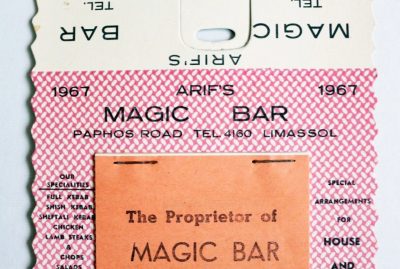 TEL.
TEL.
BAR
MAGIC
ARIF'S
1967
ARIF'S
1967
MAGIC BAR
PAPHOS ROAD TEL. 4160 LIMASSOL
OUR
SPECIALITIES
FULL KEBAB
SHISH KEBAB
SHEFTALI KEBAB
CHICKEN
LAMB STEAKS
&
CHOPS
SALADS
The Proprietor of
MAGIC BAR
SPECIAL
ARRANGEMENTS
FOR
HOUSE
AND